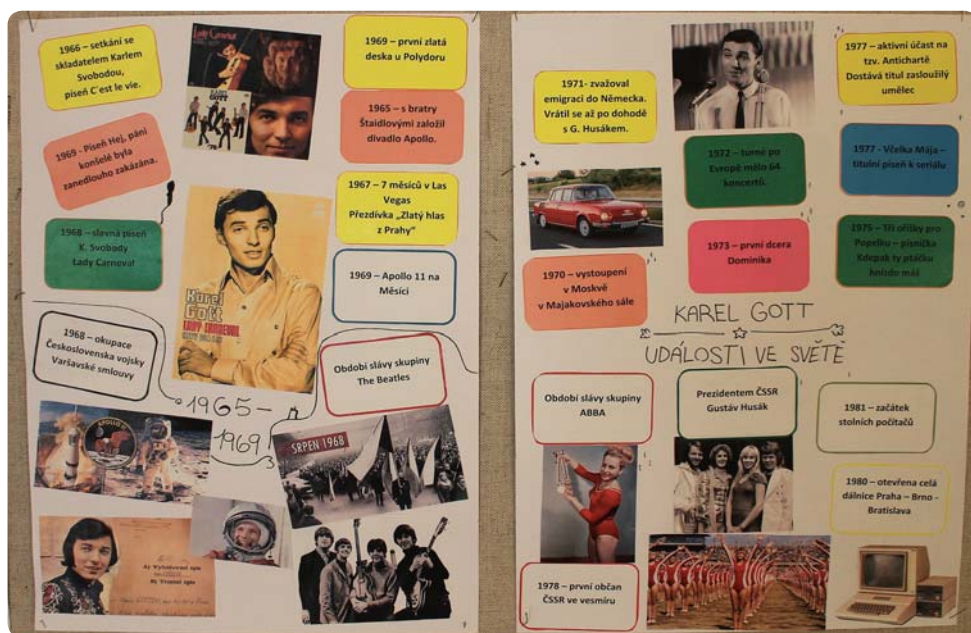 1966 – setkání se
skladatelem Karlem
Svobodou,
píseň C´est le vie.
1969 – první zlatá
deska u Polydoru
1965 – s bratry
Štaidlovými založil
divadlo Apollo.
1969 - Píseň Hej, páni
konšelé byla
zanedlouho zakázána.
1967 – 7 měsíců v Las
Vegas
Přezdívka „Zlatý hlas
z Prahy“
1968 – slavná píseň
K. Svobody
Lady Carneval
1969 – Apollo 11 na
Měsíci
Karel
Gott
LADY CARNEVAL
1968 – okupace
Československa vojsky
Varšavské smlouvy
Období slávy skupiny
The Beatles
1965 –
1969
APOLLO 11
SRPEN 1968
1971- zvažoval
emigraci do Německa.
Vrátil se až po dohodě
s G. Husákem.
1977 – aktivní účast na
tzv. Antichartě
Dostává titul zasloužilý
umělec
1972 – turné po
Evropě mělo 64
koncertů.
1977 - Včelka Mája –
titulní píseň k seriálu
1973 – první dcera
Dominika
1975 – Tři oříšky pro
Popelku – písnička
Kdepak ty ptáčku
hnízdo máš
1970 – vystoupení
v Moskvě
v Majakovského sále
KAREL GOTT
UDÁLOSTI VE SVĚTĚ
Období slávy skupiny
ABBA
Prezidentem ČSSR
Gustáv Husák
1981 – začátek
stolních počítačů
1980 – otevřena celá
dálnice Praha – Brno -
Bratislava
1978 – první občan
ČSSR ve vesmíru